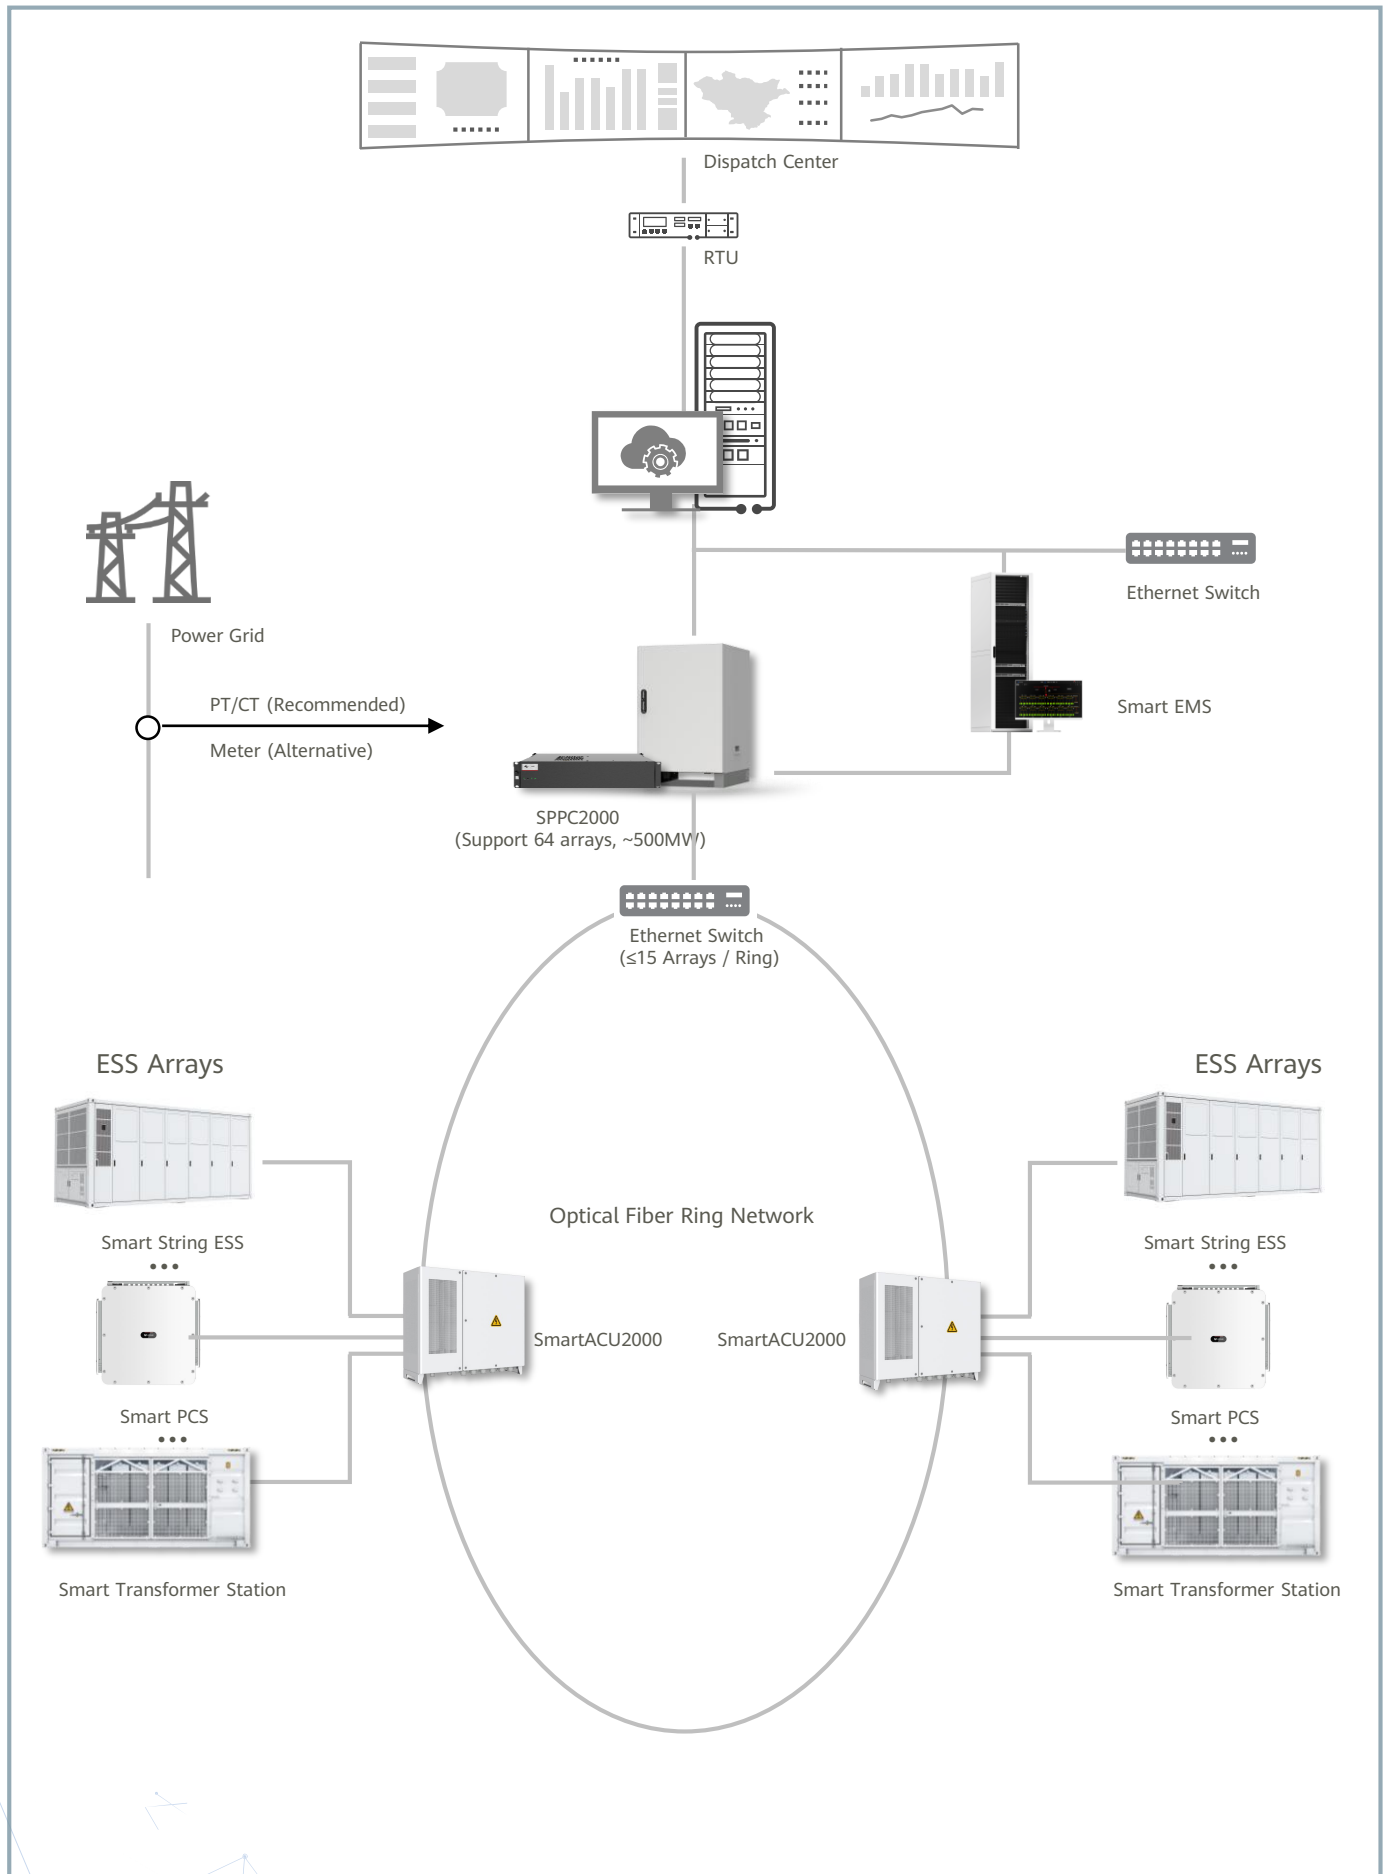 Dispatch Center
RTU
Ethernet Switch
Power Grid
PT/CT (Recommended)
Meter (Alternative)
Smart EMS
SPPC2000
(Support 64 arrays, ~500MW)
Ethernet Switch
(≤15 Arrays / Ring)
ESS Arrays
ESS Arrays
Optical Fiber Ring Network
Smart String ESS
Smart String ESS
SmartACU2000
SmartACU2000
Smart PCS
Smart PCS
Smart Transformer Station
Smart Transformer Station